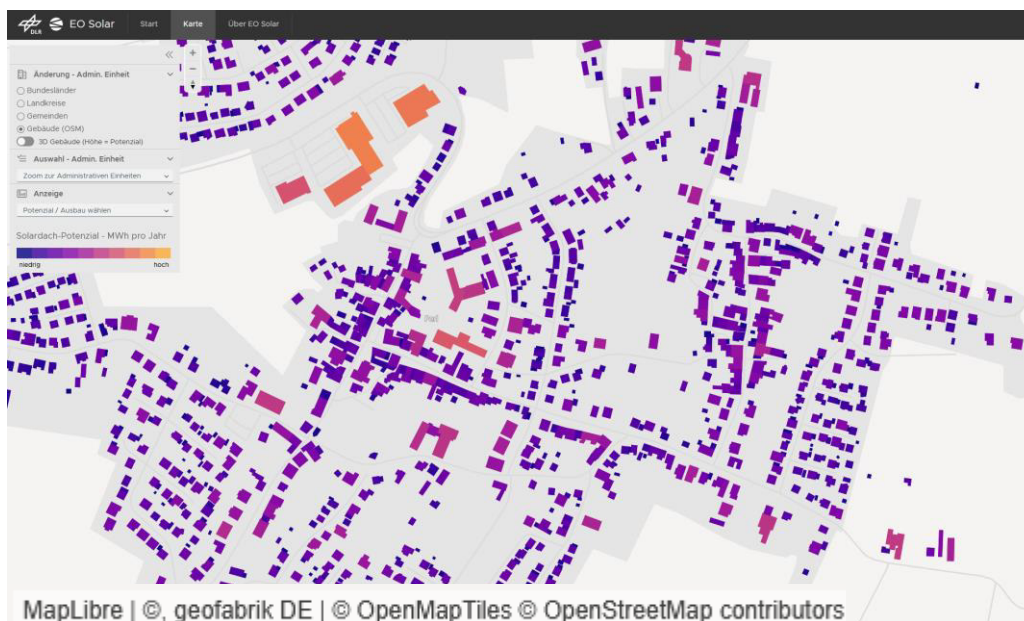 DLR EO Solar Start Karte Über EO Solar
Änderung - Admin. Einheit
Bundesländer
Landkreise
Gemeinden
Gebäude (OSM)
3D Gebäude (Höhe = Potenzial)
Auswahl - Admin. Einheit
Zoom zur Administrativen Einheiten
Anzeige
Potenzial / Ausbau wählen
Solardach-Potenzial - MWh pro Jahr
niedrig hoch
Perl
MapLibre | ©, geofabrik DE | © OpenMapTiles © OpenStreetMap contributors